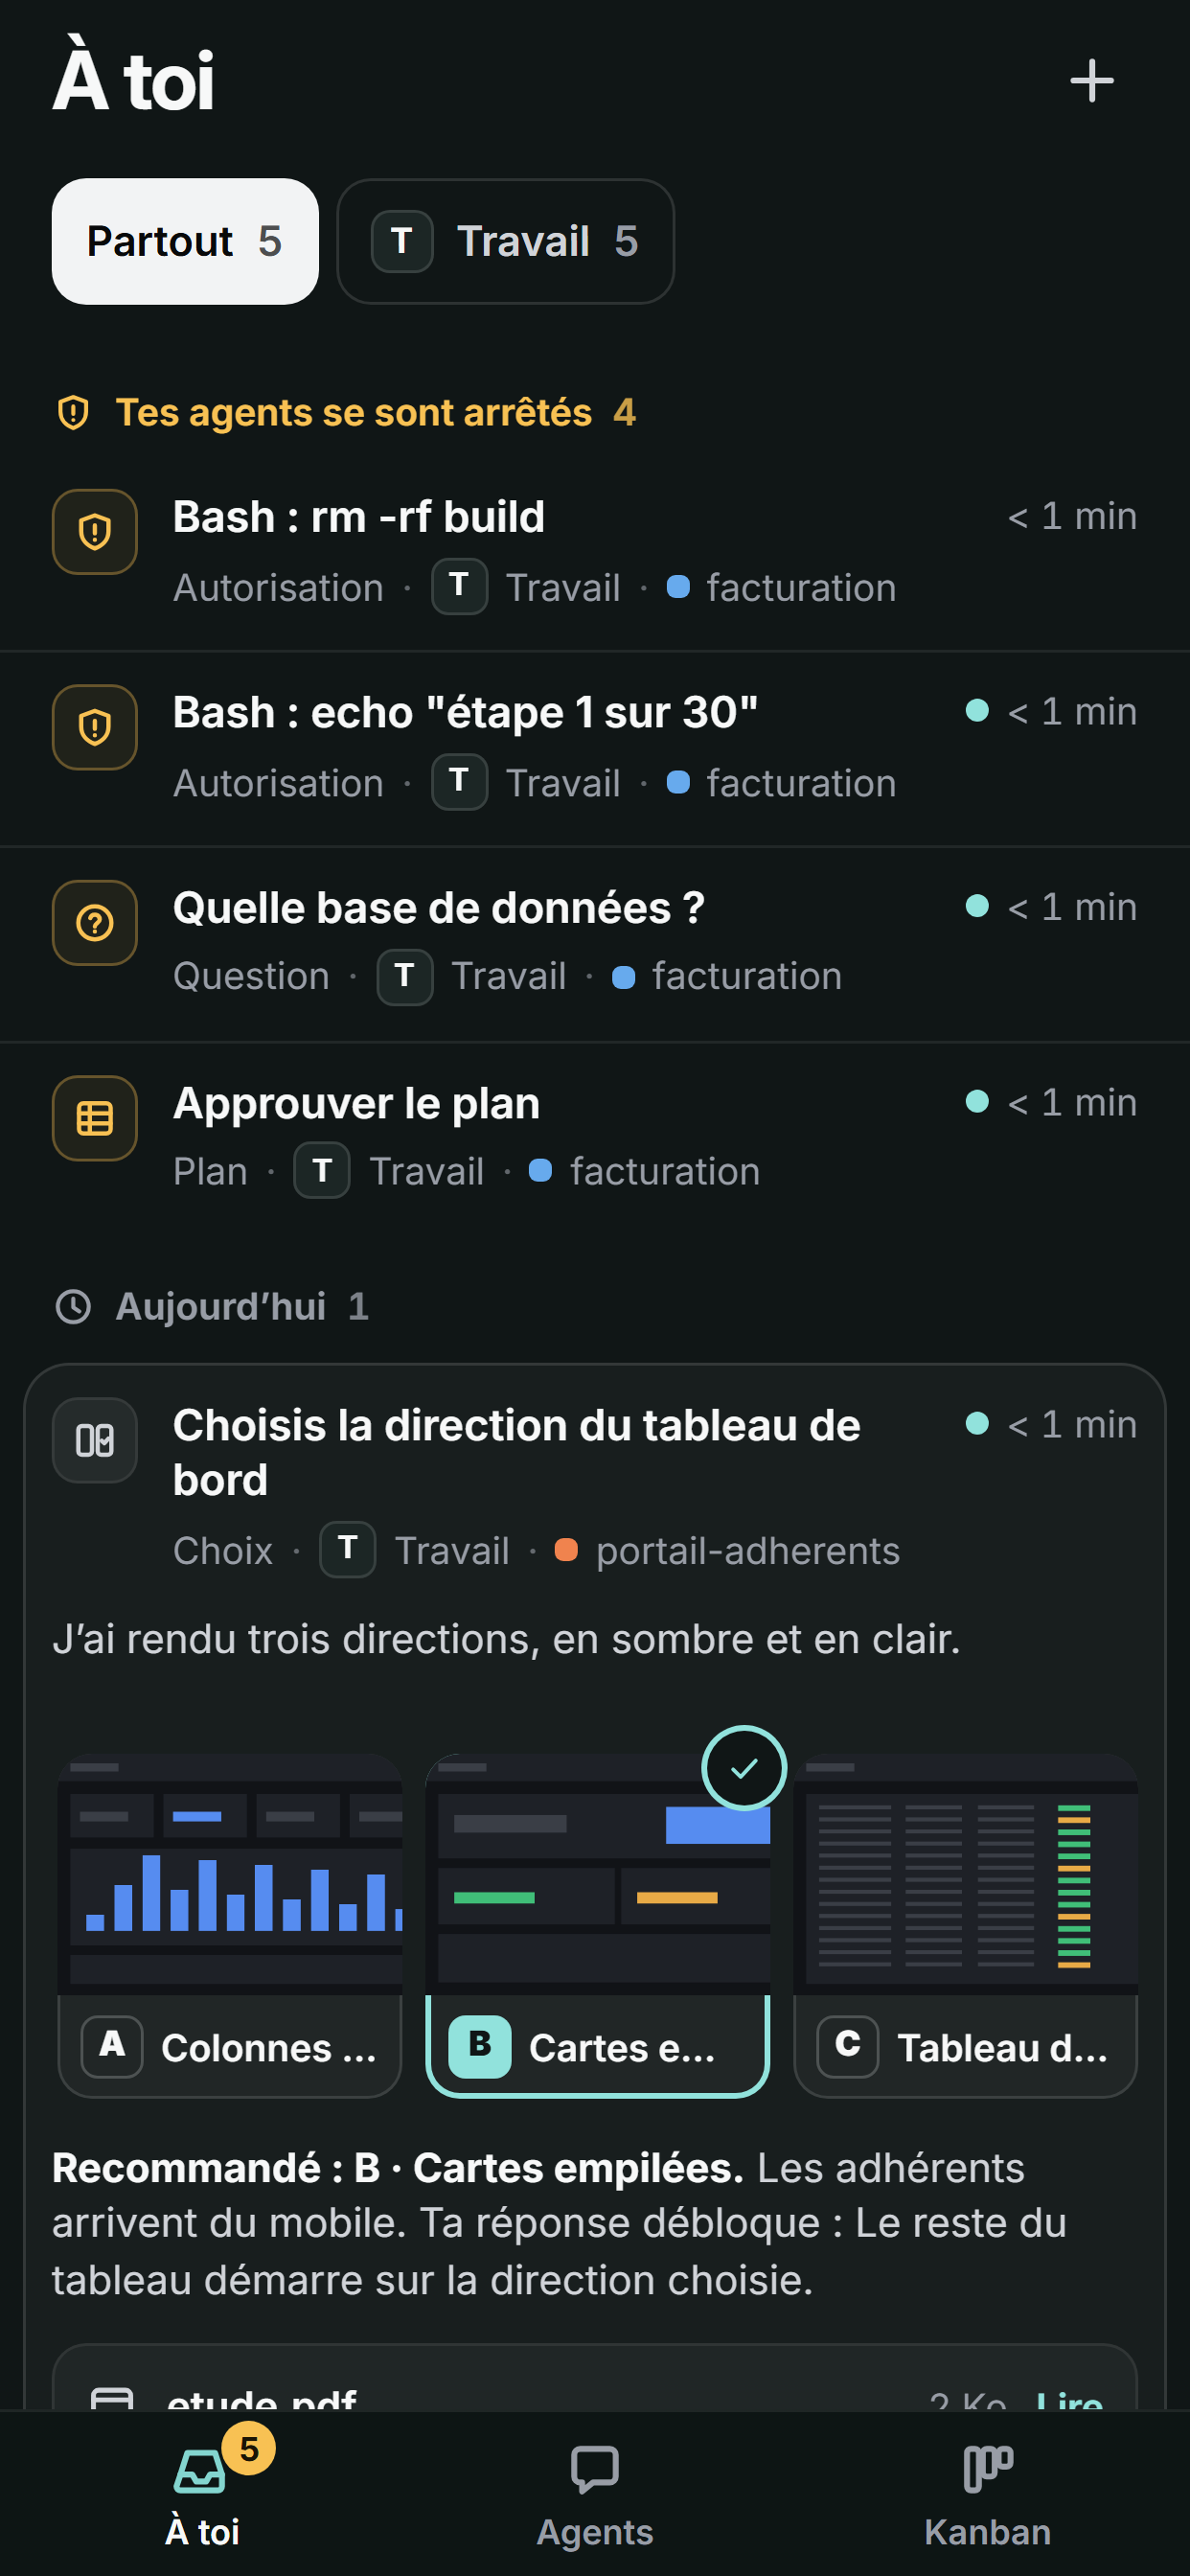 À toi
Partout 5
T Travail 5
Tes agents se sont arrêtés 4
Bash : rm -rf build < 1 min
Autorisation · T Travail · facturation
Bash : echo "étape 1 sur 30" < 1 min
Autorisation · T Travail · facturation
Quelle base de données ? < 1 min
Question · T Travail · facturation
Approuver le plan < 1 min
Plan · T Travail · facturation
Aujourd’hui 1
Choisis la direction du tableau de < 1 min
bord
Choix · T Travail · portail-adherents
J’ai rendu trois directions, en sombre et en clair.
A Colonnes ...
B Cartes e...
C Tableau d...
Recommandé : B · Cartes empilées. Les adhérents
arrivent du mobile. Ta réponse débloque : Le reste du
tableau démarre sur la direction choisie.
etude.pdf 2 Ko Lire
5
À toi
Agents
Kanban